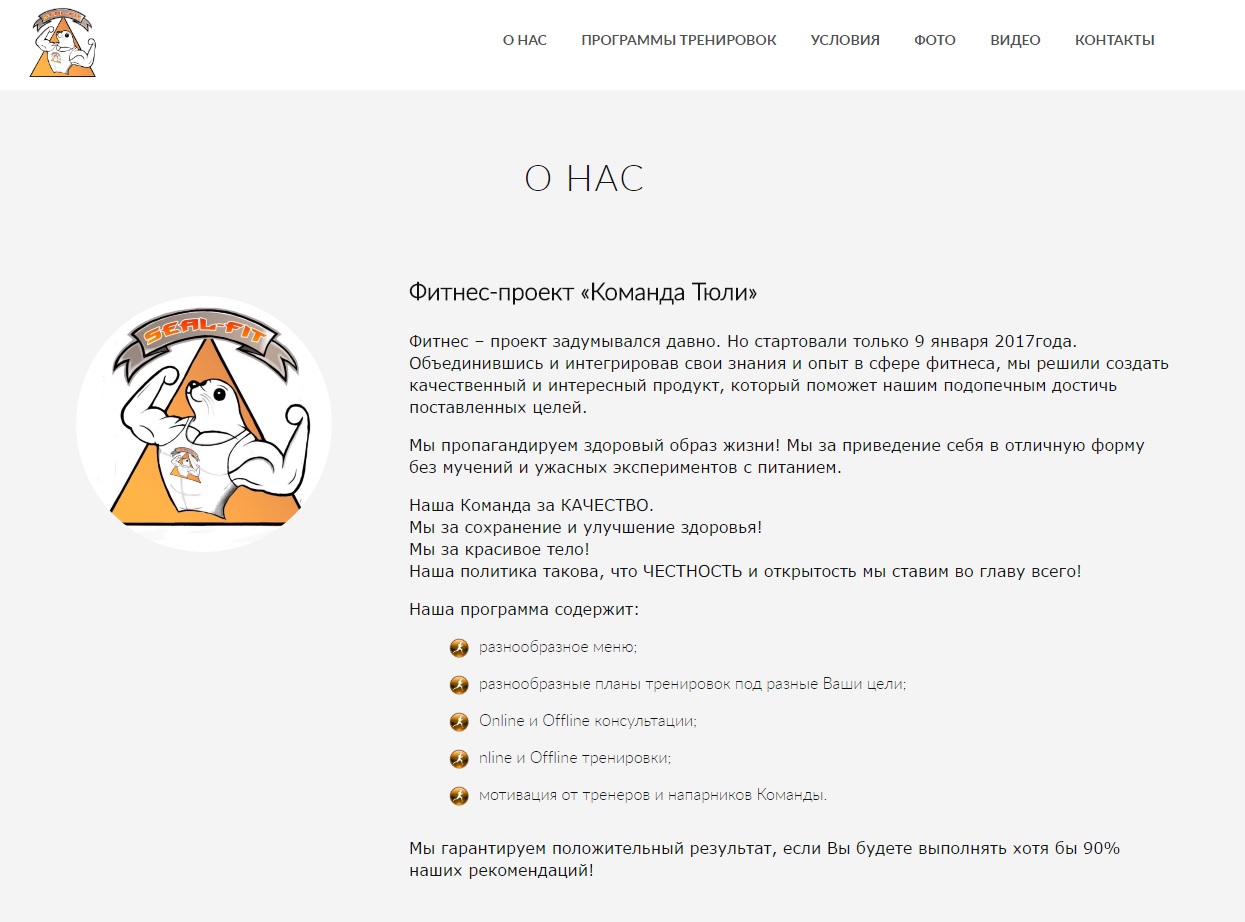 О НАС ПРОГРАММЫ ТРЕНИРОВОК УСЛОВИЯ ФОТО ВИДЕО КОНТАКТЫ
О НАС
SEAL-FIT
Фитнес-проект «Команда Тюли»
Фитнес – проект задумывался давно. Но стартовали только 9 января 2017года.
Объединившись и интегрировав свои знания и опыт в сфере фитнеса, мы решили создать
качественный и интересный продукт, который поможет нашим подопечным достичь
поставленных целей.
Мы пропагандируем здоровый образ жизни! Мы за приведение себя в отличную форму
без мучений и ужасных экспериментов с питанием.
Наша Команда за КАЧЕСТВО.
Мы за сохранение и улучшение здоровья!
Мы за красивое тело!
Наша политика такова, что ЧЕСТНОСТЬ и открытость мы ставим во главу всего!
Наша программа содержит:
разнообразное меню;
разнообразные планы тренировок под разные Ваши цели;
Online и Offline консультации;
nline и Offline тренировки;
мотивация от тренеров и напарников Команды.
Мы гарантируем положительный результат, если Вы будете выполнять хотя бы 90%
наших рекомендаций!